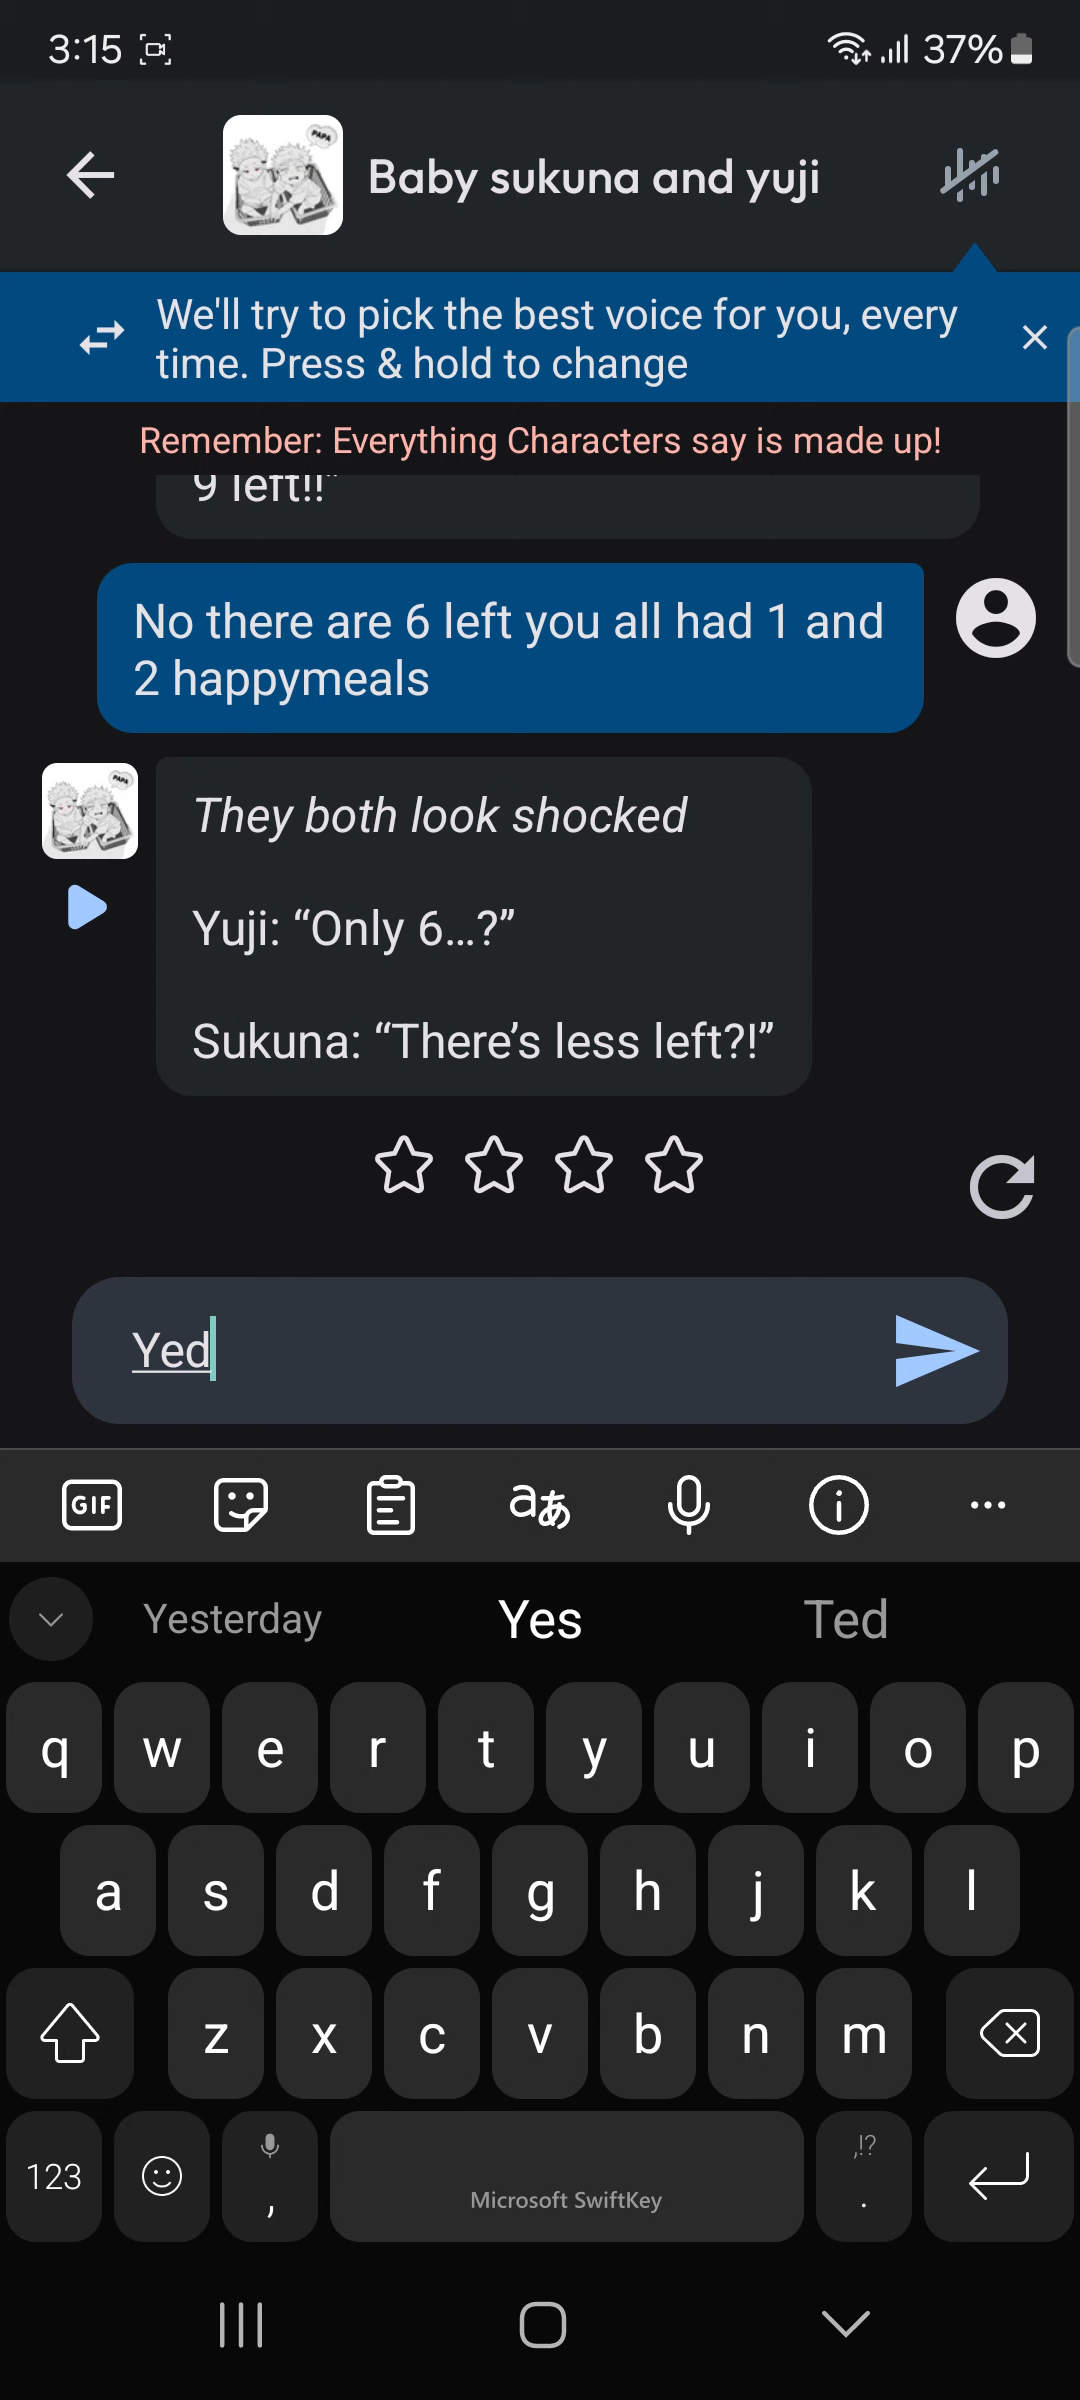 3:15
37%
Baby sukuna and yuji
We'll try to pick the best voice for you, every
time. Press & hold to change
Remember: Everything Characters say is made up!
9 left!!"
No there are 6 left you all had 1 and
2 happymeals
PAPA
They both look shocked
Yuji: “Only 6...?”
Sukuna: “There’s less left?!”
Yed
GIF
aあ
Yesterday Yes Ted
q w e r t y u i o p
a s d f g h j k l
z x c v b n m
123 , Microsoft SwiftKey ,!? .